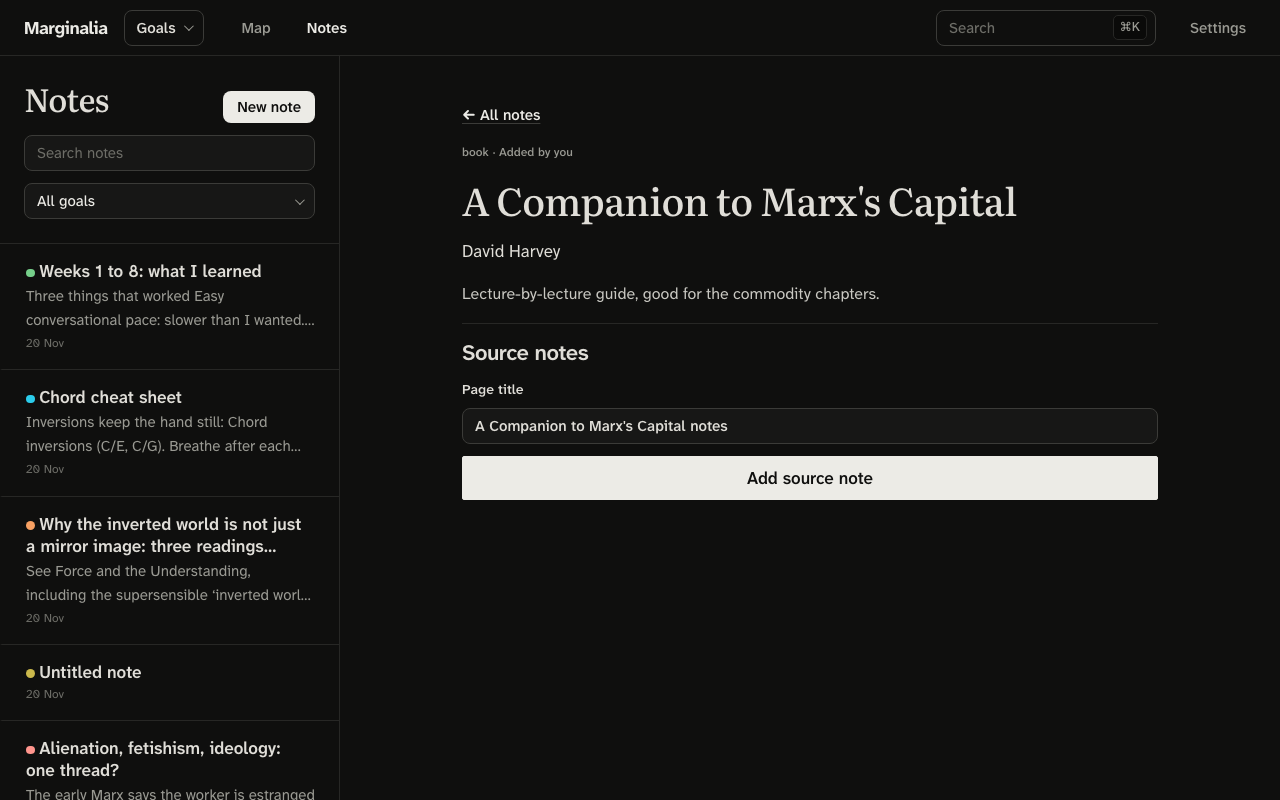 Marginalia
Goals
Map
Notes
Search
⌘K
Settings
Notes
New note
Search notes
All goals
Weeks 1 to 8: what I learned
Three things that worked Easy
conversational pace: slower than I wanted....
20 Nov
Chord cheat sheet
Inversions keep the hand still: Chord
inversions (C/E, C/G). Breathe after each...
20 Nov
Why the inverted world is not just
a mirror image: three readings...
See Force and the Understanding,
including the supersensible ‘inverted worl...
20 Nov
Untitled note
20 Nov
Alienation, fetishism, ideology:
one thread?
The early Marx says the worker is estranged
← All notes
book · Added by you
A Companion to Marx's Capital
David Harvey
Lecture-by-lecture guide, good for the commodity chapters.
Source notes
Page title
A Companion to Marx's Capital notes
Add source note